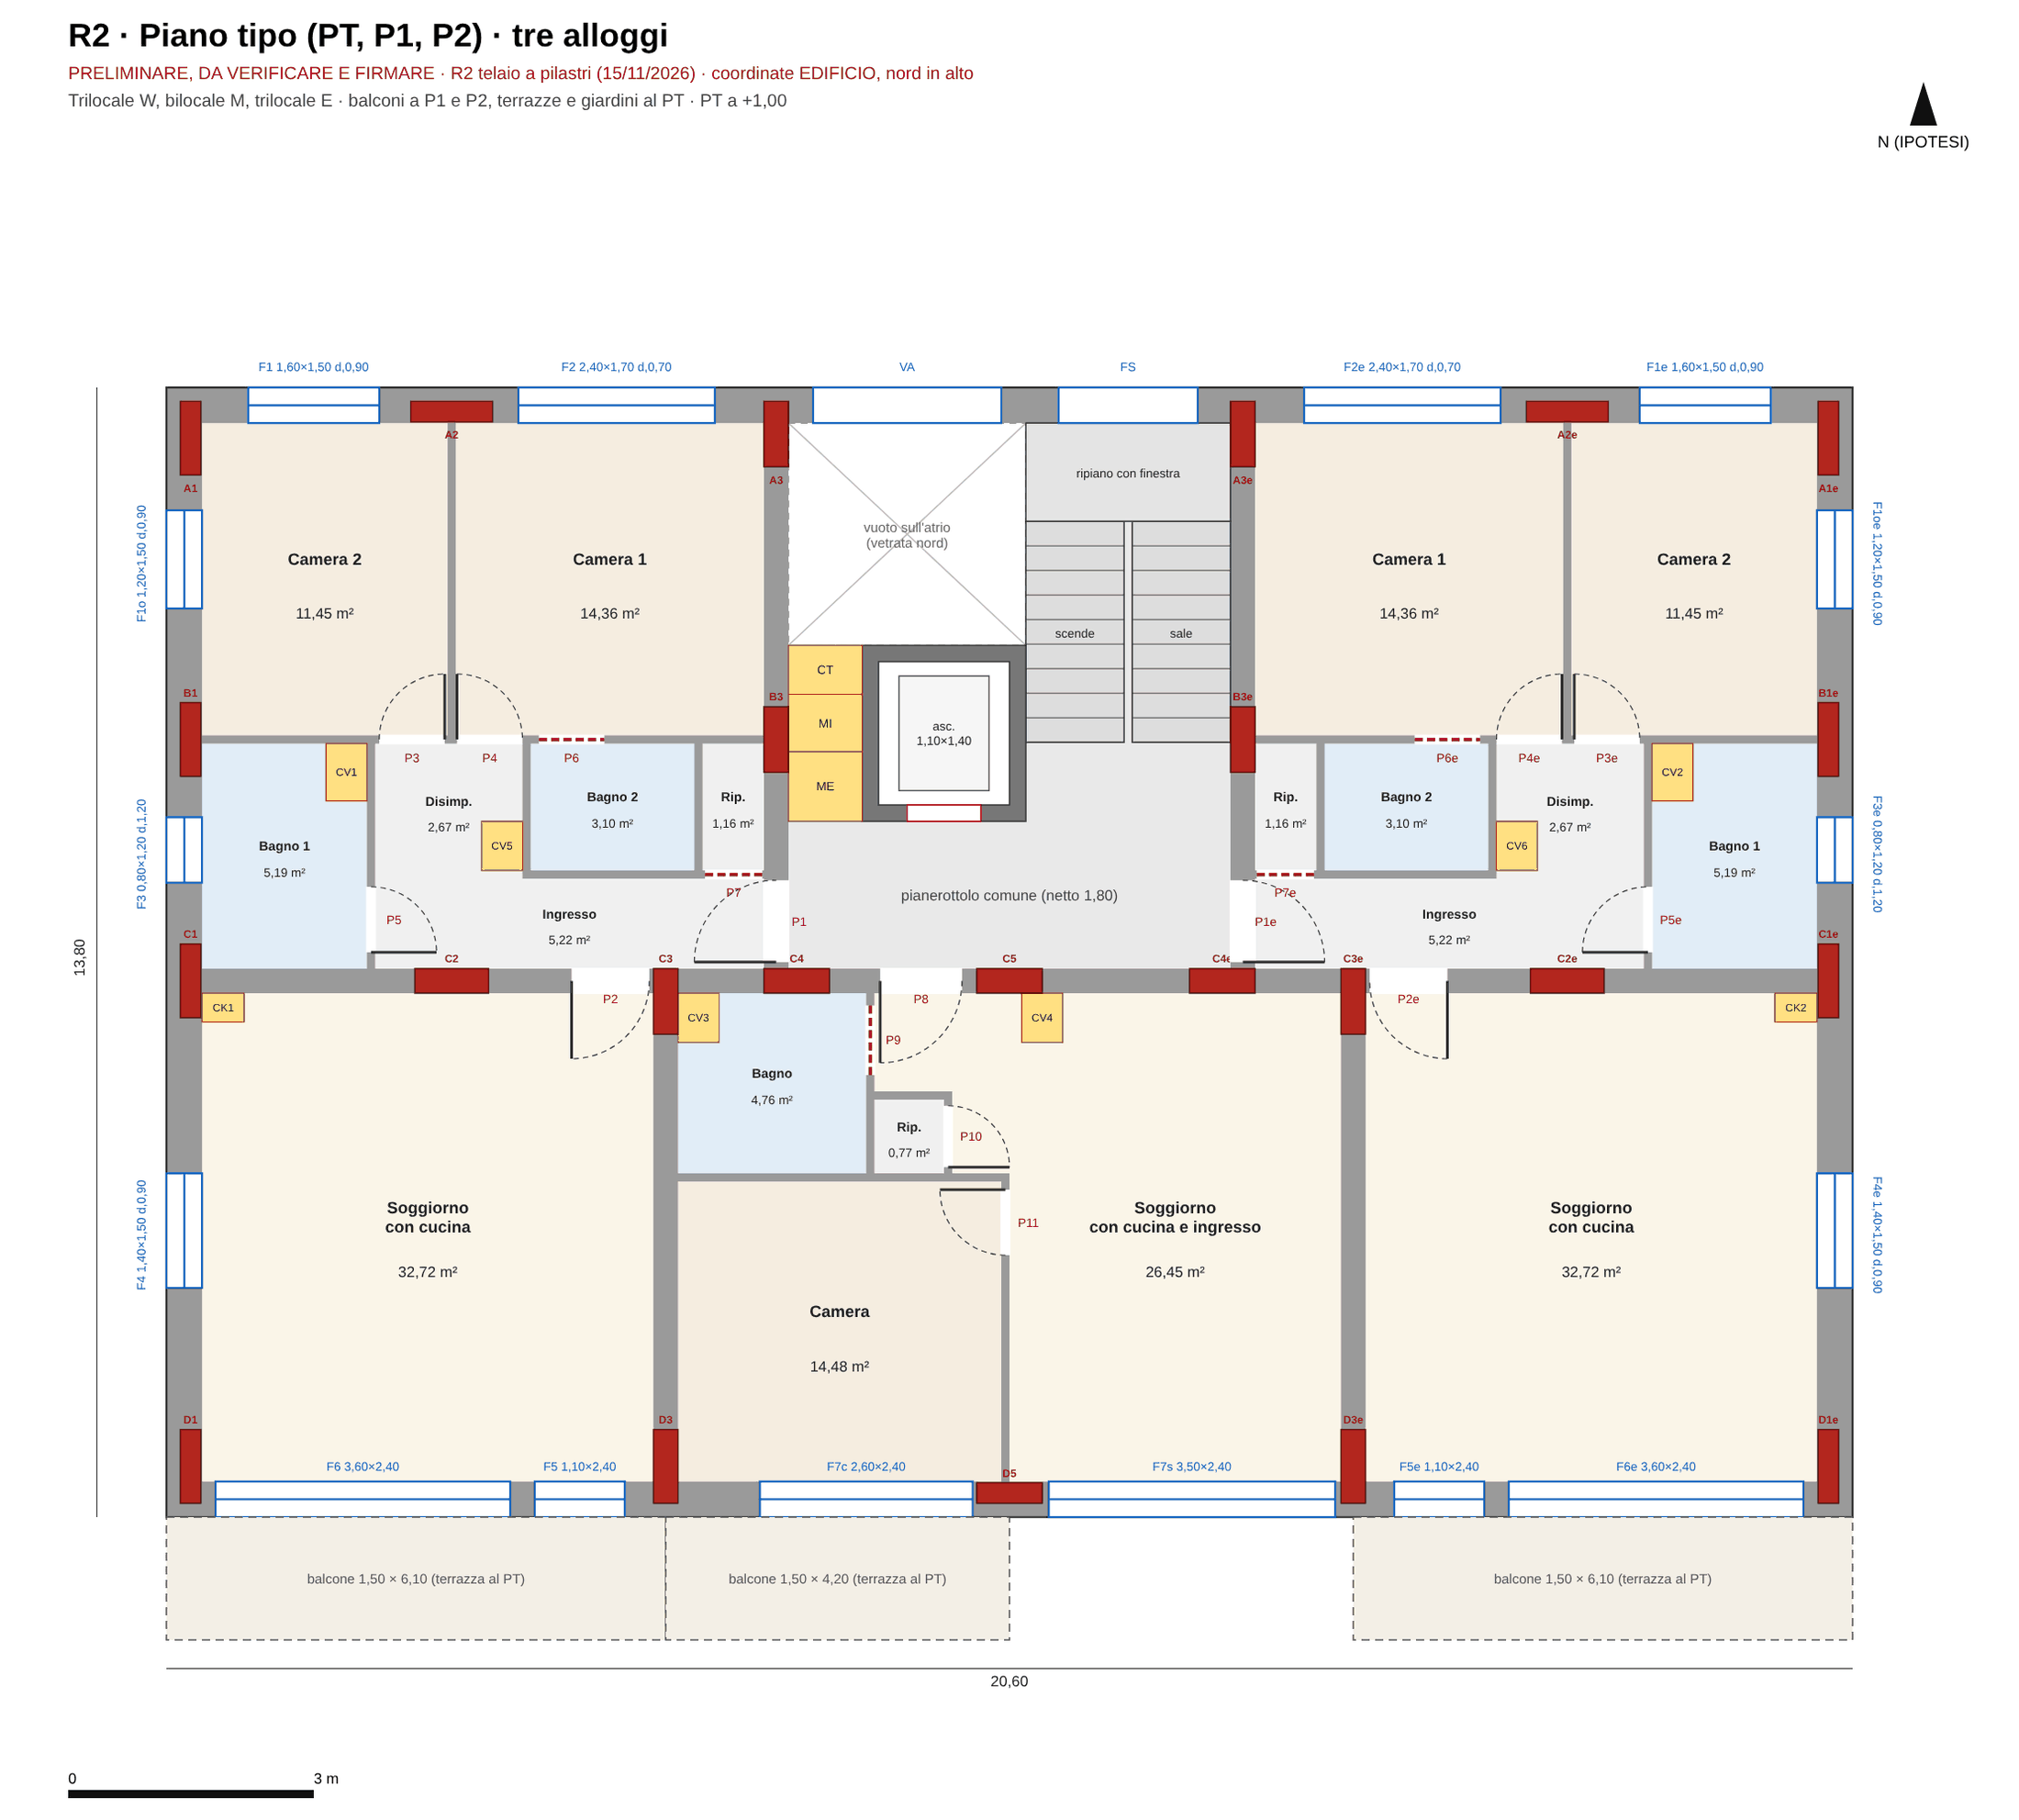 R2 · Piano tipo (PT, P1, P2) · tre alloggi
PRELIMINARE, DA VERIFICARE E FIRMARE · R2 telaio a pilastri (15/11/2026) · coordinate EDIFICIO, nord in alto
Trilocale W, bilocale M, trilocale E · balconi a P1 e P2, terrazze e giardini al PT · PT a +1,00
N (IPOTESI)
F1 1,60×1,50 d,0,90
F2 2,40×1,70 d,0,70
VA
FS
F2e 2,40×1,70 d,0,70
F1e 1,60×1,50 d,0,90
A2
A2e
A1
A3
A3e
A1e
ripiano con finestra
F1o 1,20×1,50 d,0,90
F1oe 1,20×1,50 d,0,90
vuoto sull'atrio
(vetrata nord)
Camera 2
11,45 m²
Camera 1
14,36 m²
Camera 1
14,36 m²
Camera 2
11,45 m²
scende
sale
B1
B3
B3e
B1e
CT
MI
ME
asc.
1,10×1,40
P3
P4
P6
P6e
P4e
P3e
CV1
CV2
Disimp.
2,67 m²
Bagno 2
3,10 m²
Rip.
1,16 m²
Rip.
1,16 m²
Bagno 2
3,10 m²
Disimp.
2,67 m²
CV5
CV6
F3 0,80×1,20 d,1,20
F3e 0,80×1,20 d,1,20
Bagno 1
5,19 m²
Bagno 1
5,19 m²
P7
P7e
pianerottolo comune (netto 1,80)
P5
Ingresso
5,22 m²
P1
P1e
Ingresso
5,22 m²
P5e
C1
C2
C3
C4
C5
C4e
C3e
C2e
C1e
13,80
CK1
P2
CV3
P8
CV4
P2e
CK2
P9
Bagno
4,76 m²
Rip.
0,77 m²
P10
P11
F4 1,40×1,50 d,0,90
F4e 1,40×1,50 d,0,90
Soggiorno
con cucina
32,72 m²
Soggiorno
con cucina e ingresso
26,45 m²
Soggiorno
con cucina
32,72 m²
Camera
14,48 m²
D1
D3
D5
D3e
D1e
F6 3,60×2,40
F5 1,10×2,40
F7c 2,60×2,40
F7s 3,50×2,40
F5e 1,10×2,40
F6e 3,60×2,40
balcone 1,50 × 6,10 (terrazza al PT)
balcone 1,50 × 4,20 (terrazza al PT)
balcone 1,50 × 6,10 (terrazza al PT)
20,60
0
3 m